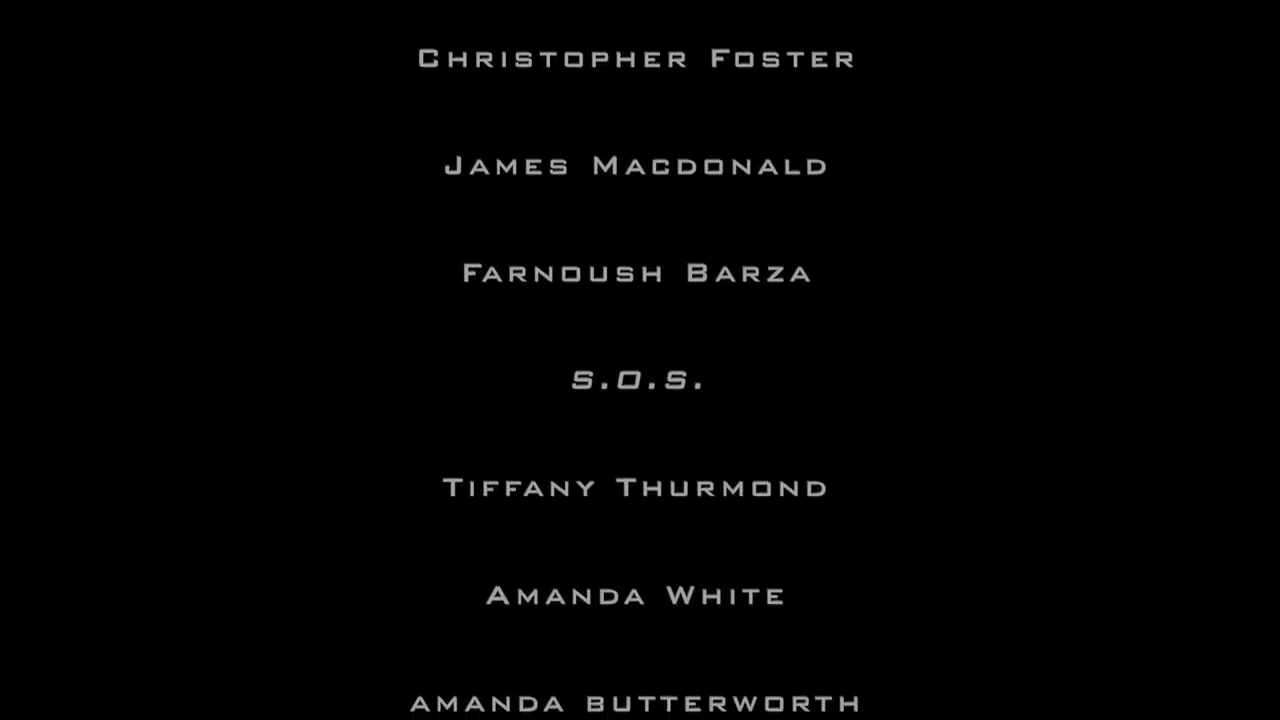 Christopher Foster
James Macdonald
Farnoush Barza
S.O.S.
Tiffany Thurmond
Amanda White
AMANDA BUTTERWORTH